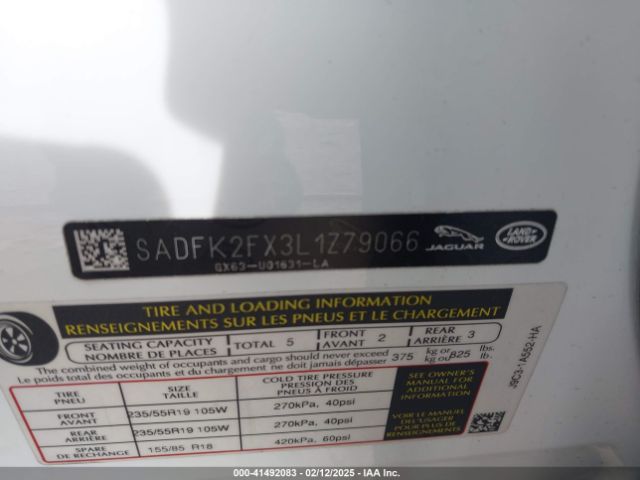 SADFK2FX3L1Z79066 JAGUAR LAND ROVER
GX63-U01631-LA
TIRE AND LOADING INFORMATION
RENSEIGNEMENTS SUR LES PNEUS ET LE CHARGEMENT
SEATING CAPACITY
NOMBRE DE PLACES
TOTAL 5
FRONT
AVANT 2
REAR
ARRIÈRE 3
The combined weight of occupants and cargo should never exceed
Le poids total des occupants et du chargement ne doit jamais dépasser
375 kg or
kg ou 825 lbs.
lb.
TIRE
PNEU
SIZE
TAILLE
COLD TIRE PRESSURE
PRESSION DES
PNEUS À FROID
FRONT
AVANT
235/55R19 105W
270kPa, 40psi
REAR
ARRIÈRE
235/55R19 105W
270kPa, 40psi
SPARE
DE RECHANGE
155/85 R18
420kPa, 60psi
SEE OWNER'S
MANUAL FOR
ADDITIONAL
INFORMATION
VOIR LE MANUEL
DE L'USAGER
POUR PLUS DE
RENSEIGNEMENTS
J9C3-1A552-HA
000-41492083 - 02/12/2025 - IAA Inc.